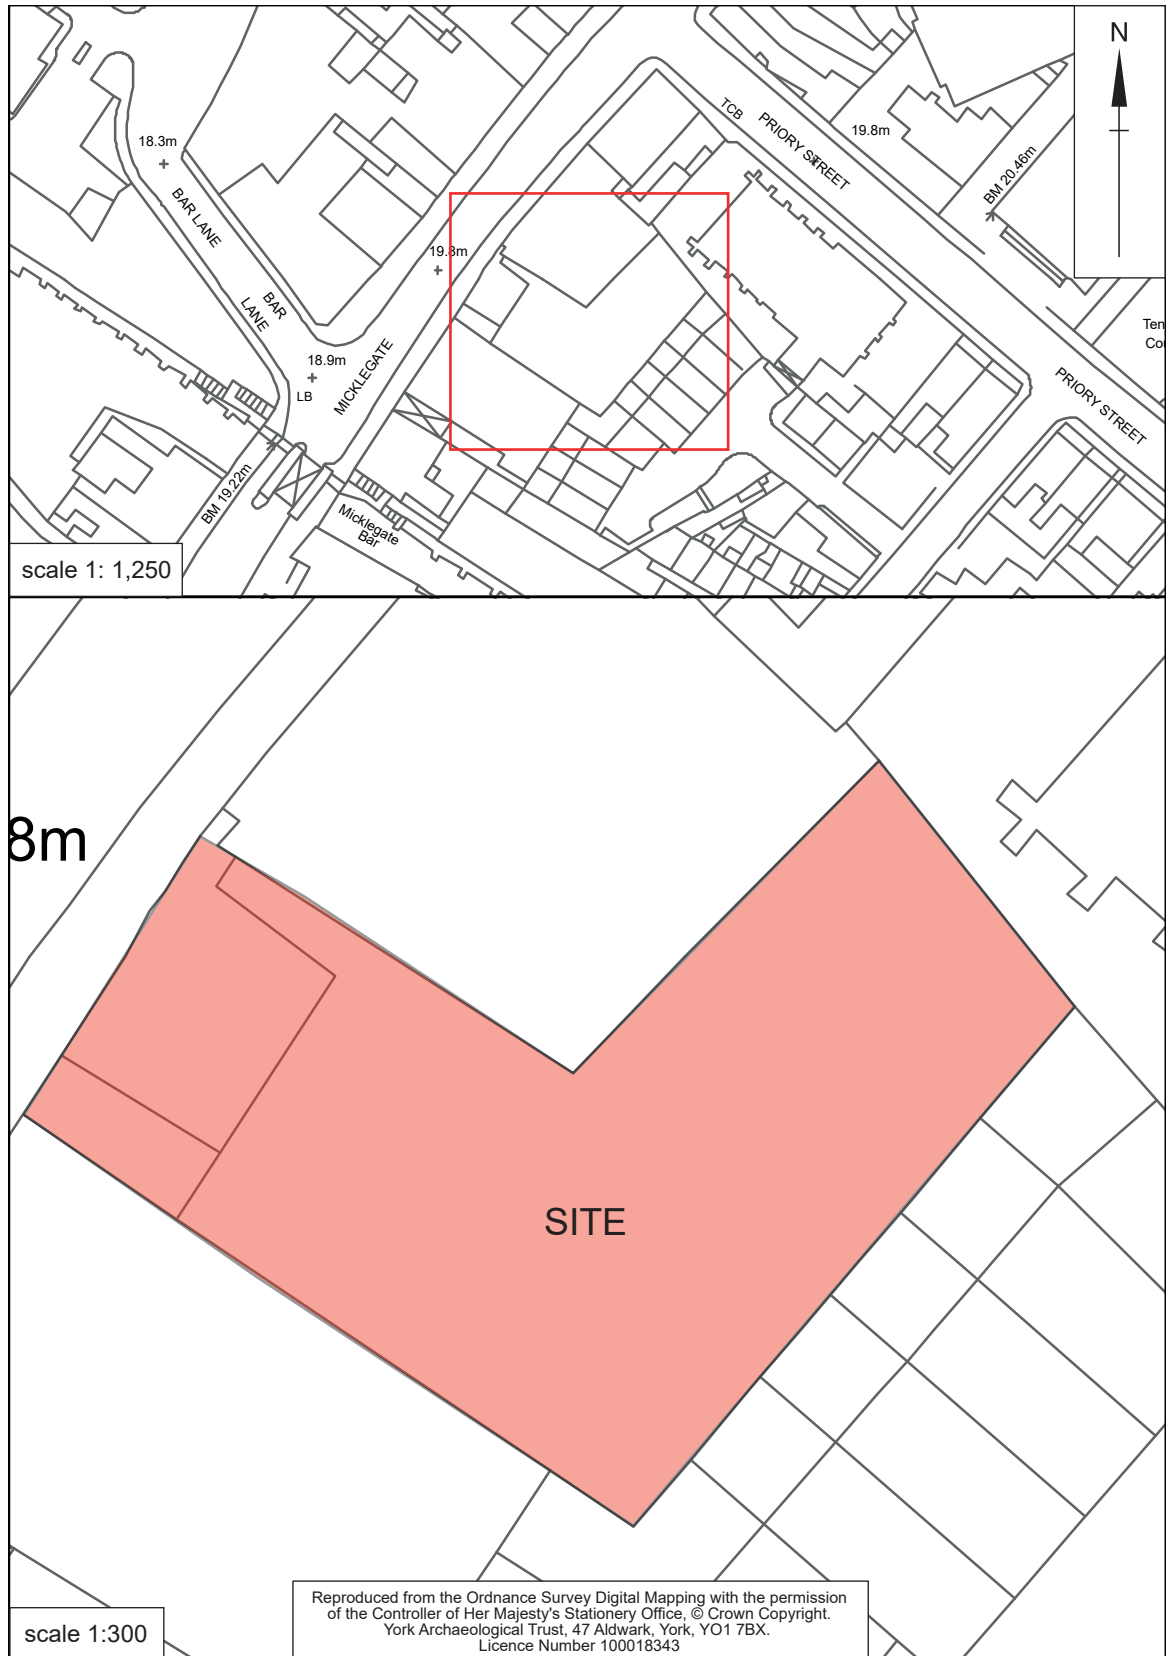 N
TCB
PRIORY STREET
19.8m
18.3m
BM 20.46m
BAR LANE
19.8m
BAR
LANE
Ten
Co
18.9m
LB
MICKLEGATE
PRIORY STREET
BM 19.22m
Micklegate
Bar
scale 1: 1,250
8m
SITE
Reproduced from the Ordnance Survey Digital Mapping with the permission
of the Controller of Her Majesty's Stationery Office, © Crown Copyright.
York Archaeological Trust, 47 Aldwark, York, YO1 7BX.
Licence Number 100018343
scale 1:300